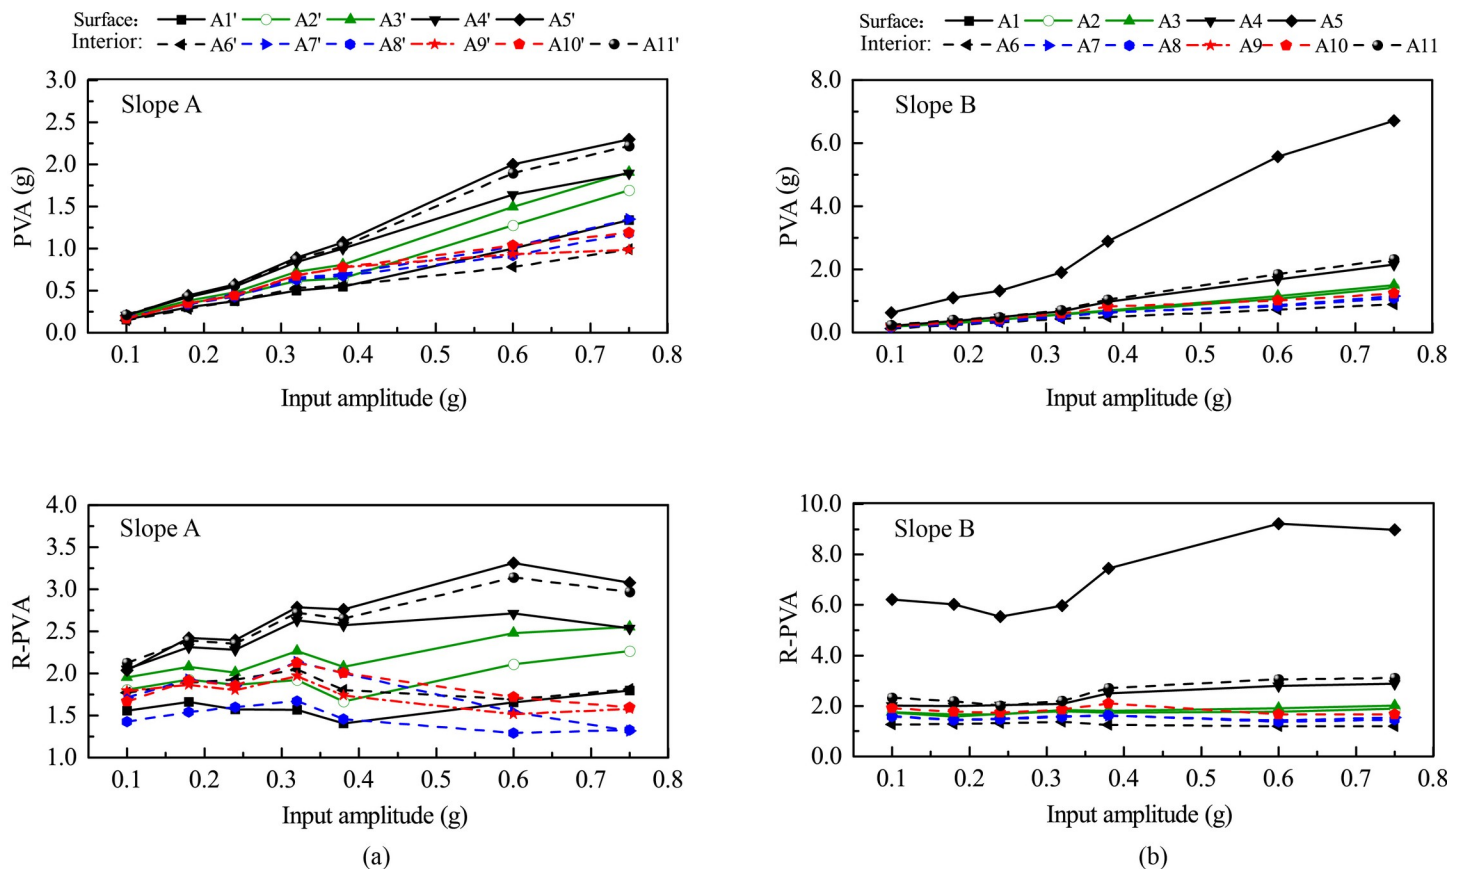 Surface: A1' A2' A3' A4' A5'
Interior: A6' A7' A8' A9' A10' A11'
Surface: A1 A2 A3 A4 A5
Interior: A6 A7 A8 A9 A10 A11
3.0
2.5
2.0
1.5
1.0
0.5
0.0
PVA (g)
Slope A
0.1 0.2 0.3 0.4 0.5 0.6 0.7 0.8
Input amplitude (g)
8.0
6.0
4.0
2.0
0.0
PVA (g)
Slope B
0.1 0.2 0.3 0.4 0.5 0.6 0.7 0.8
Input amplitude (g)
4.0
3.5
3.0
2.5
2.0
1.5
1.0
R-PVA
Slope A
0.1 0.2 0.3 0.4 0.5 0.6 0.7 0.8
Input amplitude (g)
(a)
10.0
8.0
6.0
4.0
2.0
0.0
R-PVA
Slope B
0.1 0.2 0.3 0.4 0.5 0.6 0.7 0.8
Input amplitude (g)
(b)